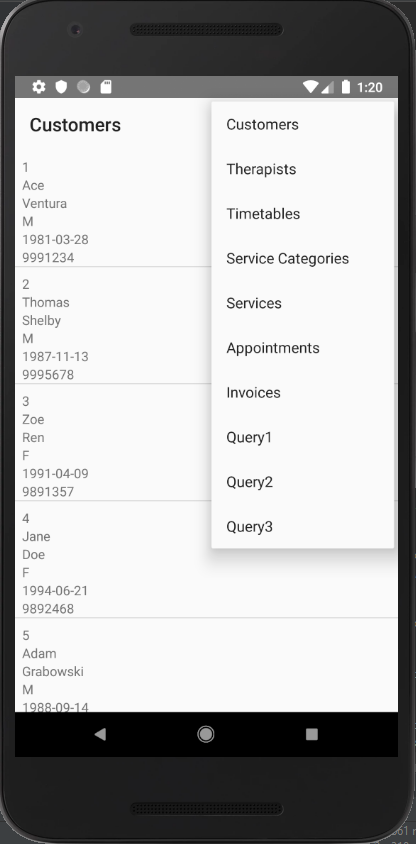 1:20
Customers
1
Ace
Ventura
M
1981-03-28
9991234
2
Thomas
Shelby
M
1987-11-13
9995678
3
Zoe
Ren
F
1991-04-09
9891357
4
Jane
Doe
F
1994-06-21
9892468
5
Adam
Grabowski
M
1988-09-14
Customers
Therapists
Timetables
Service Categories
Services
Appointments
Invoices
Query1
Query2
Query3